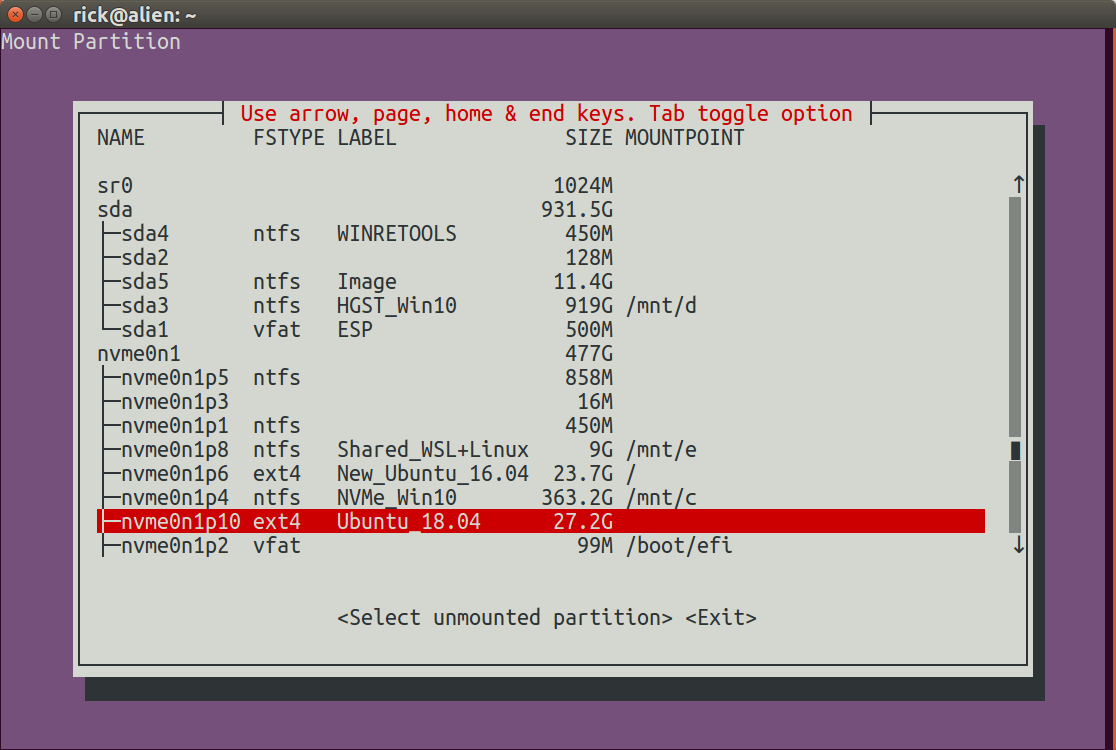 rick@alien: ~
Mount Partition
Use arrow, page, home & end keys. Tab toggle option
NAME FSTYPE LABEL SIZE MOUNTPOINT
sr0 1024M ↑
sda 931.5G
├─sda4 ntfs WINRETOOLS 450M
├─sda2 128M
├─sda5 ntfs Image 11.4G
├─sda3 ntfs HGST_Win10 919G /mnt/d
└─sda1 vfat ESP 500M
nvme0n1 477G
├─nvme0n1p5 ntfs 858M
├─nvme0n1p3 16M
├─nvme0n1p1 ntfs 450M
├─nvme0n1p8 ntfs Shared_WSL+Linux 9G /mnt/e
├─nvme0n1p6 ext4 New_Ubuntu_16.04 23.7G /
├─nvme0n1p4 ntfs NVMe_Win10 363.2G /mnt/c
├─nvme0n1p10 ext4 Ubuntu_18.04 27.2G
├─nvme0n1p2 vfat 99M /boot/efi ↓
<Select unmounted partition> <Exit>